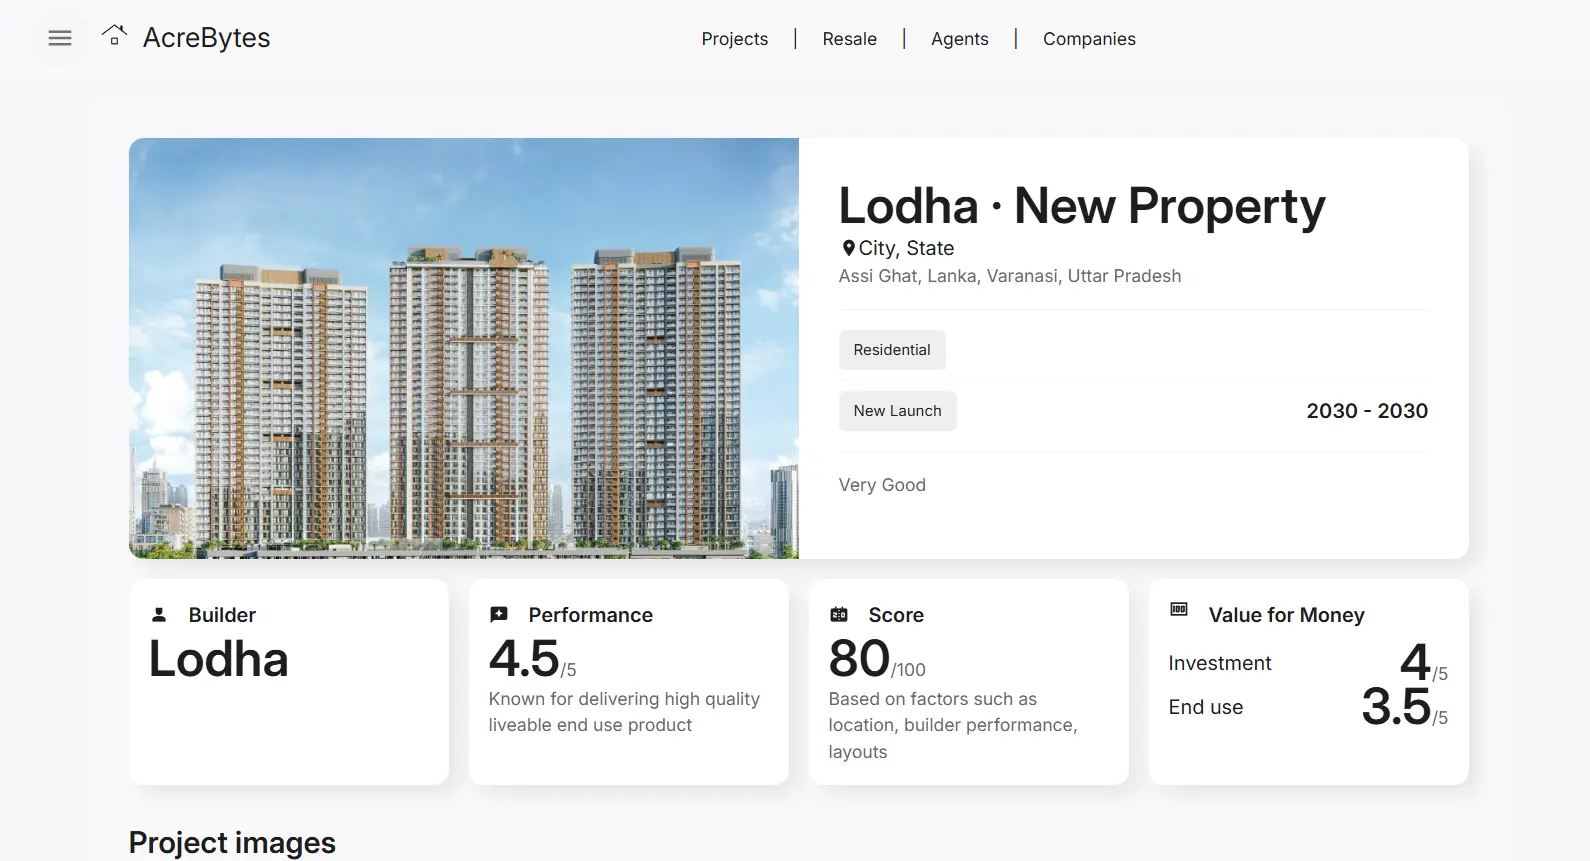 AcreBytes
Projects | Resale | Agents | Companies
Lodha · New Property
City, State
Assi Ghat, Lanka, Varanasi, Uttar Pradesh
Residential
New Launch
2030 - 2030
Very Good
Builder
Lodha
Performance
4.5/5
Known for delivering high quality
liveable end use product
Score
80/100
Based on factors such as
location, builder performance,
layouts
Value for Money
Investment 4/5
End use 3.5/5
Project images